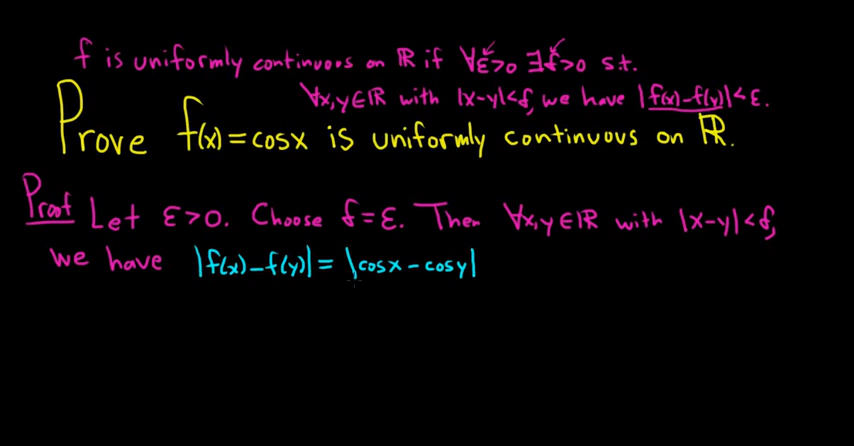 f is uniformly continuous on ℝ if ∀ε>0 ∃δ>0 s.t.
∀x,y∈ℝ with |x-y|<δ, we have |f(x)-f(y)|<ε.
Prove f(x)=cosx is uniformly continuous on ℝ.
Proof Let ε>0. Choose δ=ε. Then ∀x,y∈ℝ with |x-y|<δ,
we have |f(x)-f(y)|=|cosx-cosy|